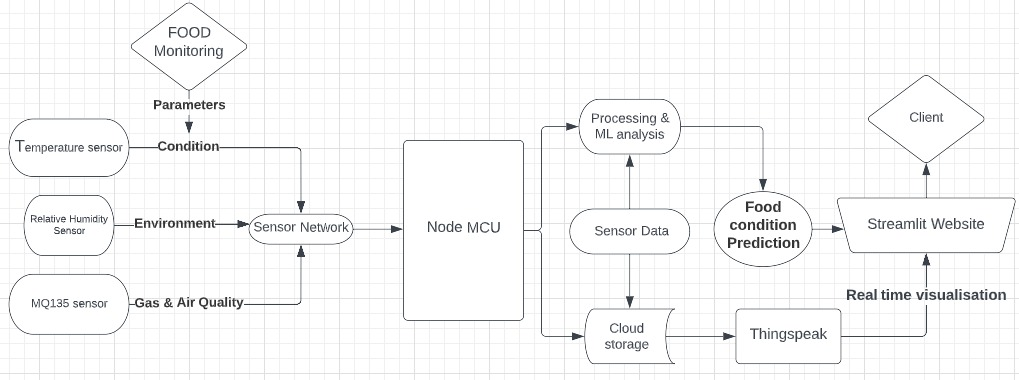 FOOD
Monitoring
Parameters
Temperature sensor
Condition
Relative Humidity
Sensor
Environment
Sensor Network
MQ135 sensor
Gas & Air Quality
Node MCU
Processing &
ML analysis
Sensor Data
Cloud
storage
Food
condition
Prediction
Thingspeak
Client
Streamlit Website
Real time visualisation